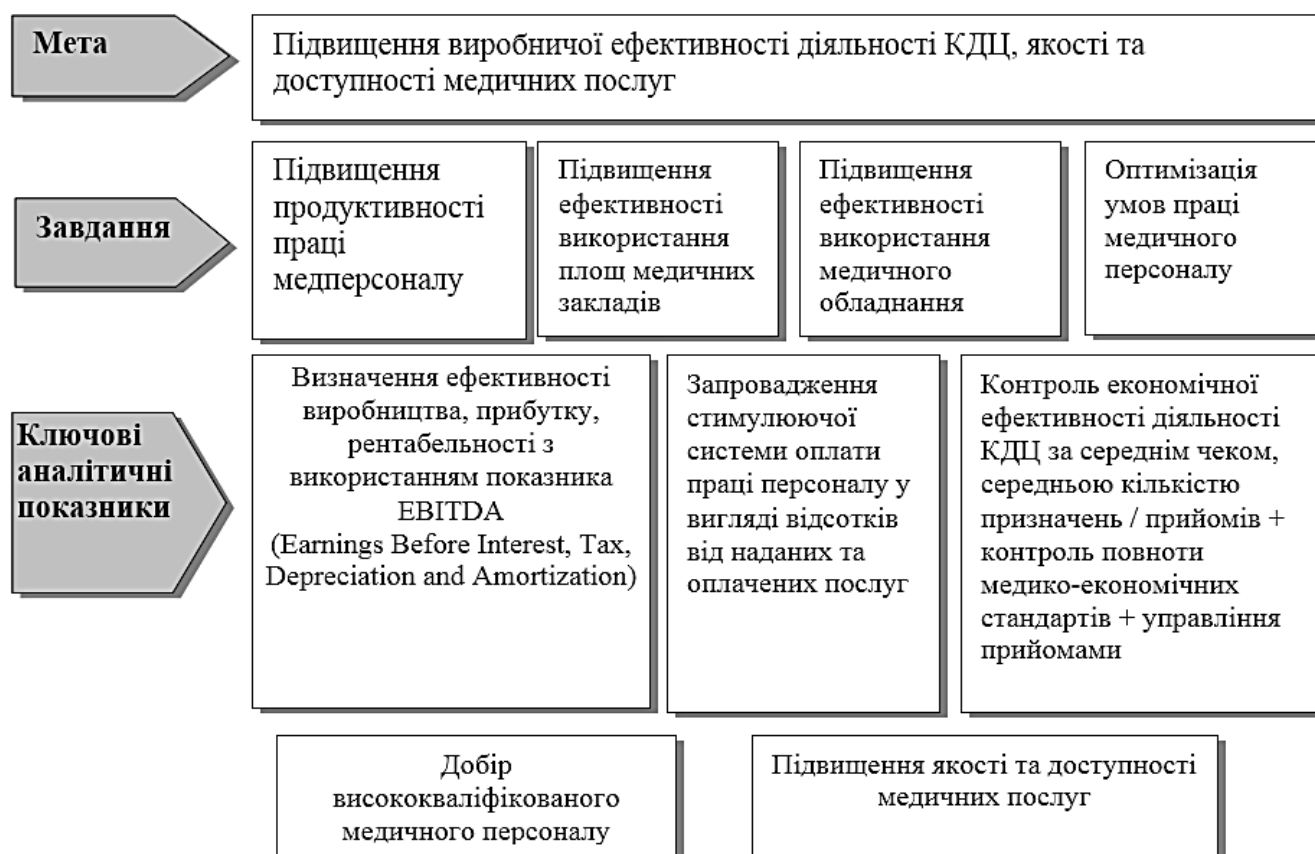 Мета
Підвищення виробничої ефективності діяльності КДЦ, якості та
доступності медичних послуг
Завдання
Підвищення
продуктивності
праці
медперсоналу
Підвищення
ефективності
використання
площ медичних
закладів
Підвищення
ефективності
використання
медичного
обладнання
Оптимізація
умов праці
медичного
персоналу
Ключові
аналітичні
показники
Визначення ефективності
виробництва, прибутку,
рентабельності з
використанням показника
EBITDA
(Earnings Before Interest, Tax,
Depreciation and Amortization)
Запровадження
стимулюючої
системи оплати
праці персоналу у
вигляді відсотків
від наданих та
оплачених послуг
Контроль економічної
ефективності діяльності
КДЦ за середнім чеком,
середньою кількістю
призначень / прийомів +
контроль повноти
медико-економічних
стандартів + управління
прийомами
Добір
висококваліфікованого
медичного персоналу
Підвищення якості та доступності
медичних послуг